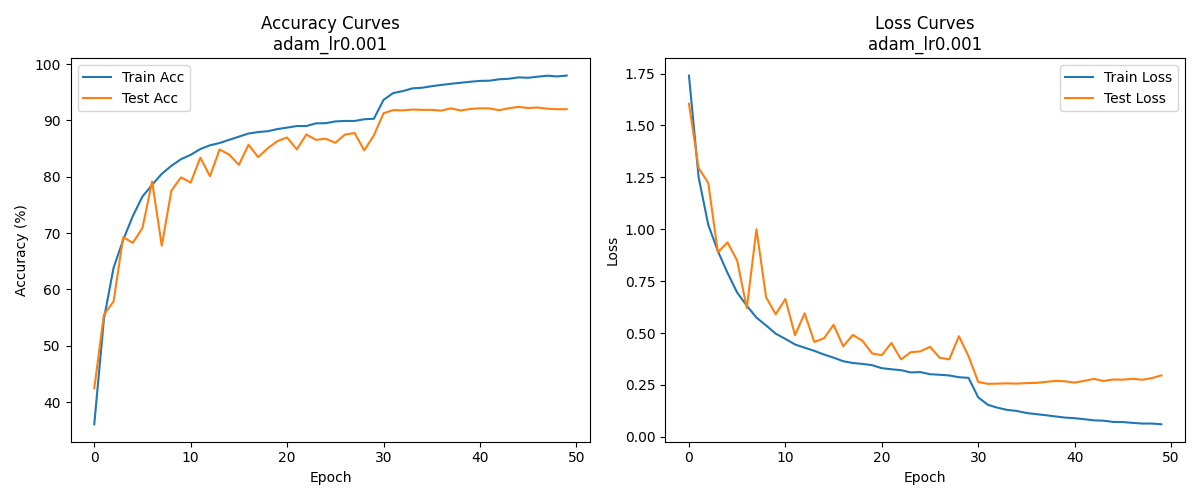 Accuracy Curves
adam_lr0.001
Train Acc
Test Acc
100
90
80
70
60
50
40
Accuracy (%)
0
10
20
30
40
50
Epoch
Loss Curves
adam_lr0.001
Train Loss
Test Loss
1.75
1.50
1.25
1.00
0.75
0.50
0.25
0.00
Loss
0
10
20
30
40
50
Epoch